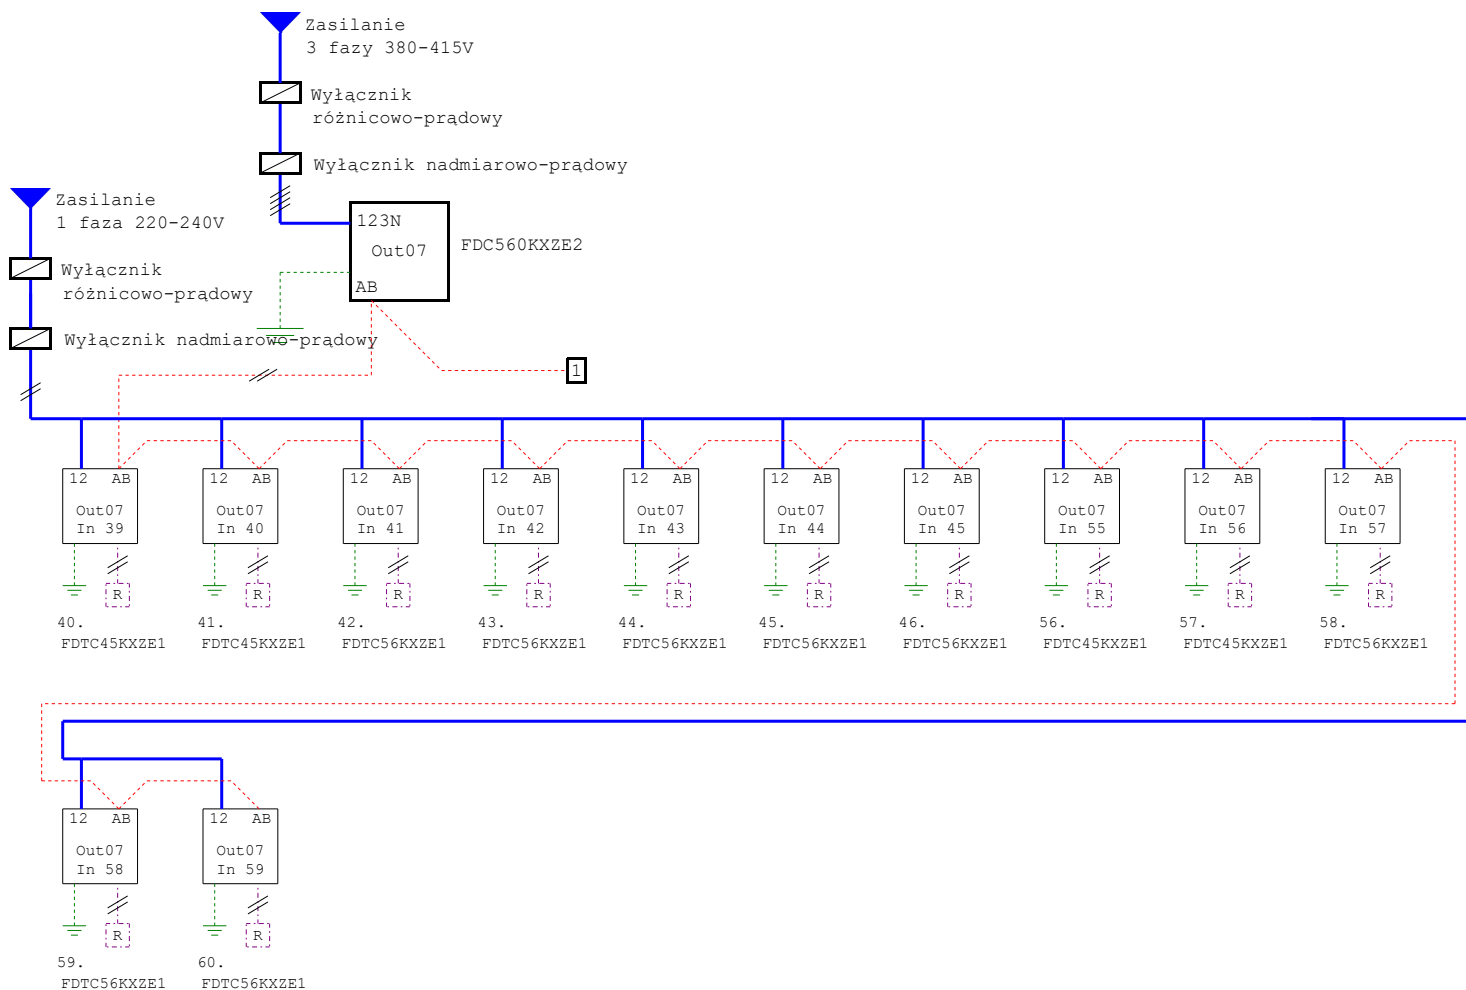 Zasilanie
3 fazy 380-415V
Wyłącznik
różnicowo-prądowy
Wyłącznik nadmiarowo-prądowy
Zasilanie
1 faza 220-240V
123N
Out07
AB
FDC560KXZE2
Wyłącznik
różnicowo-prądowy
Wyłącznik nadmiarowo-prądowy
1
12 AB 12 AB 12 AB 12 AB 12 AB 12 AB 12 AB 12 AB 12 AB 12 AB
Out07 Out07 Out07 Out07 Out07 Out07 Out07 Out07 Out07 Out07
In 39 In 40 In 41 In 42 In 43 In 44 In 45 In 55 In 56 In 57
R R R R R R R R R R
40. 41. 42. 43. 44. 45. 46. 56. 57. 58.
FDTC45KXZE1 FDTC45KXZE1 FDTC56KXZE1 FDTC56KXZE1 FDTC56KXZE1 FDTC56KXZE1 FDTC56KXZE1 FDTC45KXZE1 FDTC45KXZE1 FDTC56KXZE1
12 AB 12 AB
Out07 Out07
In 58 In 59
R R
59. 60.
FDTC56KXZE1 FDTC56KXZE1